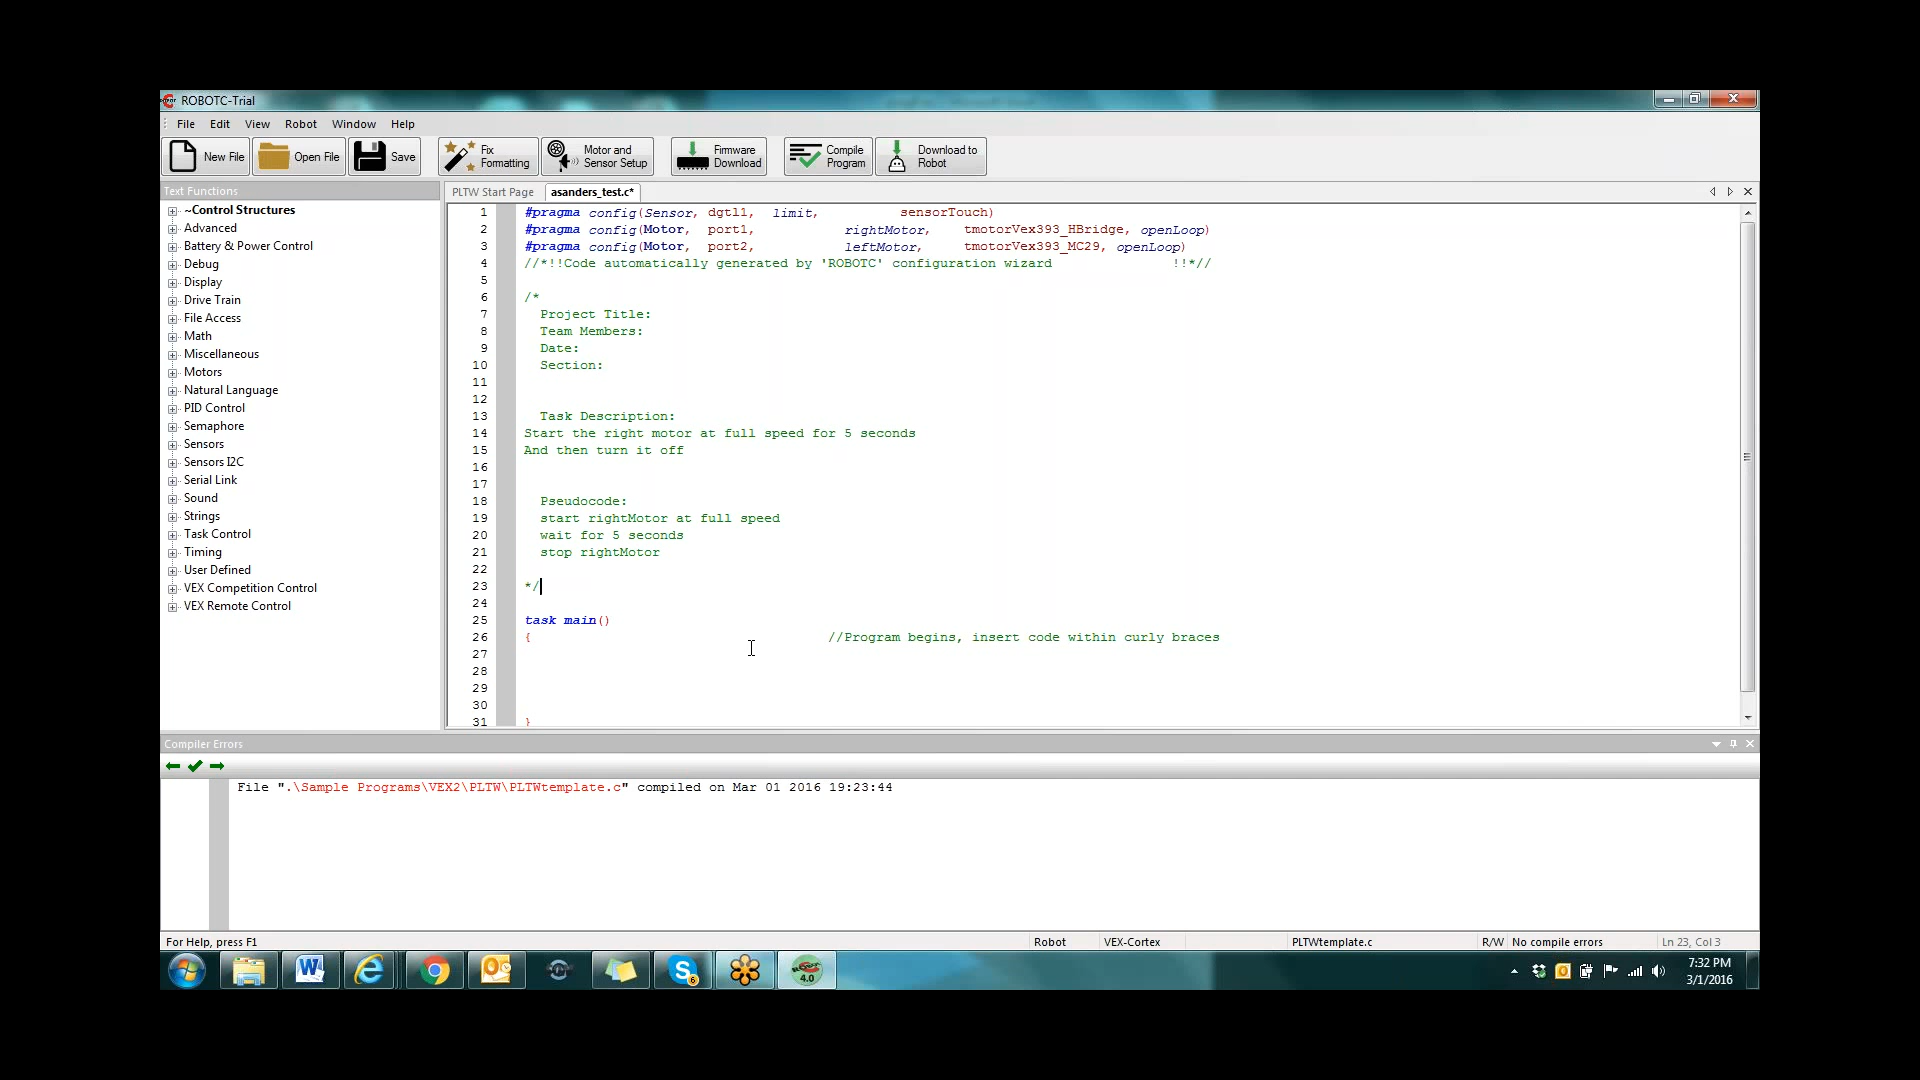 ROBOTC-Trial
File Edit View Robot Window Help
New File Open File Save Fix Formatting Motor and Sensor Setup Firmware Download Compile Program Download to Robot
Text Functions
~Control Structures
Advanced
Battery & Power Control
Debug
Display
Drive Train
File Access
Math
Miscellaneous
Motors
Natural Language
PID Control
Semaphore
Sensors
Sensors I2C
Serial Link
Sound
Strings
Task Control
Timing
User Defined
VEX Competition Control
VEX Remote Control
PLTW Start Page asanders_test.c*
1 #pragma config(Sensor, dgtl1, limit, sensorTouch)
2 #pragma config(Motor, port1, rightMotor, tmotorVex393_HBridge, openLoop)
3 #pragma config(Motor, port2, leftMotor, tmotorVex393_MC29, openLoop)
4 //*!!Code automatically generated by 'ROBOTC' configuration wizard !!*//
5
6 /*
7 Project Title:
8 Team Members:
9 Date:
10 Section:
11
12
13 Task Description:
14 Start the right motor at full speed for 5 seconds
15 And then turn it off
16
17
18 Pseudocode:
19 start rightMotor at full speed
20 wait for 5 seconds
21 stop rightMotor
22
23 */
24
25 task main()
26 { //Program begins, insert code within curly braces
27
28
29
30
31 }
Compiler Errors
File ".\Sample Programs\VEX2\PLTW\PLTWtemplate.c" compiled on Mar 01 2016 19:23:44
For Help, press F1 Robot VEX-Cortex PLTWtemplate.c R/W No compile errors Ln 23, Col 3
7:32 PM
3/1/2016